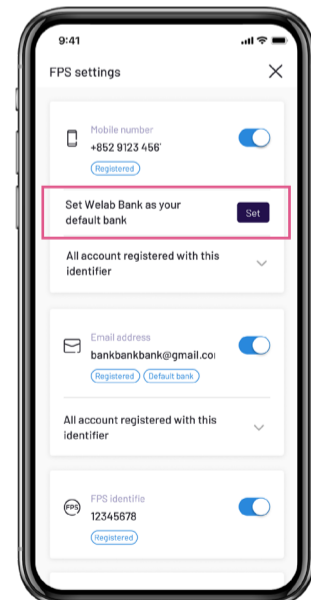 9:41
FPS settings
Mobile number
+852 9123 456
Registered
Set Welab Bank as your
default bank
Set
All account registered with this
identifier
Email address
bankbankbank@gmail.co
Registered
Default bank
All account registered with this
identifier
FPS
FPS identifie
12345678
Registered